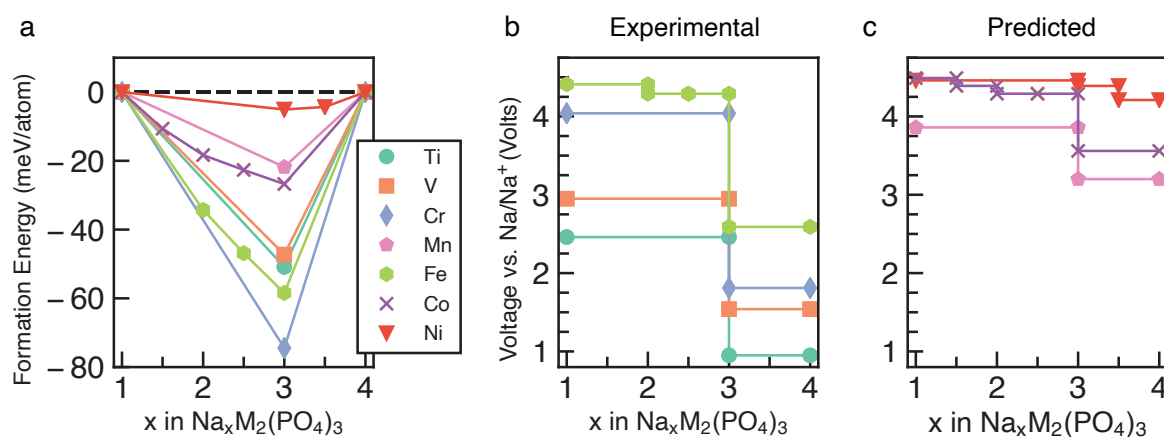 a
Formation Energy (meV/atom)
0
−20
−40
−60
−80
1 2 3 4
x in NaₓM₂(PO₄)₃
Ti
V
Cr
Mn
Fe
Co
Ni
b Experimental
Voltage vs. Na/Na⁺ (Volts)
4
3
2
1
1 2 3 4
x in NaₓM₂(PO₄)₃
c Predicted
4
3
2
1
1 2 3 4
x in NaₓM₂(PO₄)₃